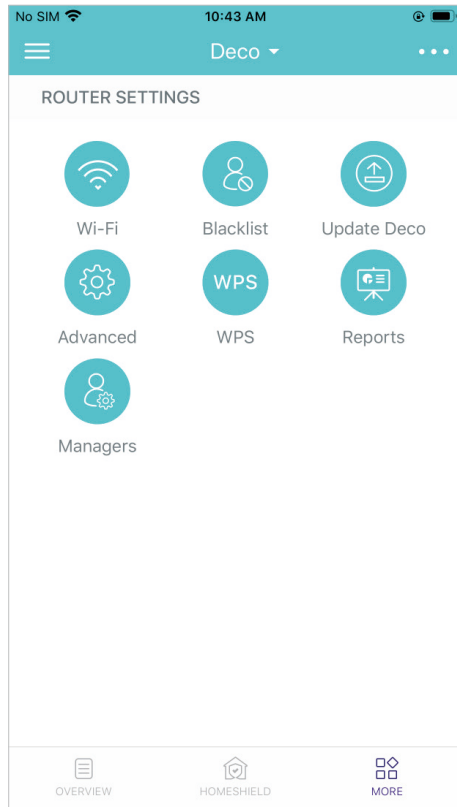 No SIM 10:43 AM
Deco
ROUTER SETTINGS
Wi-Fi Blacklist Update Deco
WPS
Advanced WPS Reports
Managers
OVERVIEW HOMESHIELD MORE